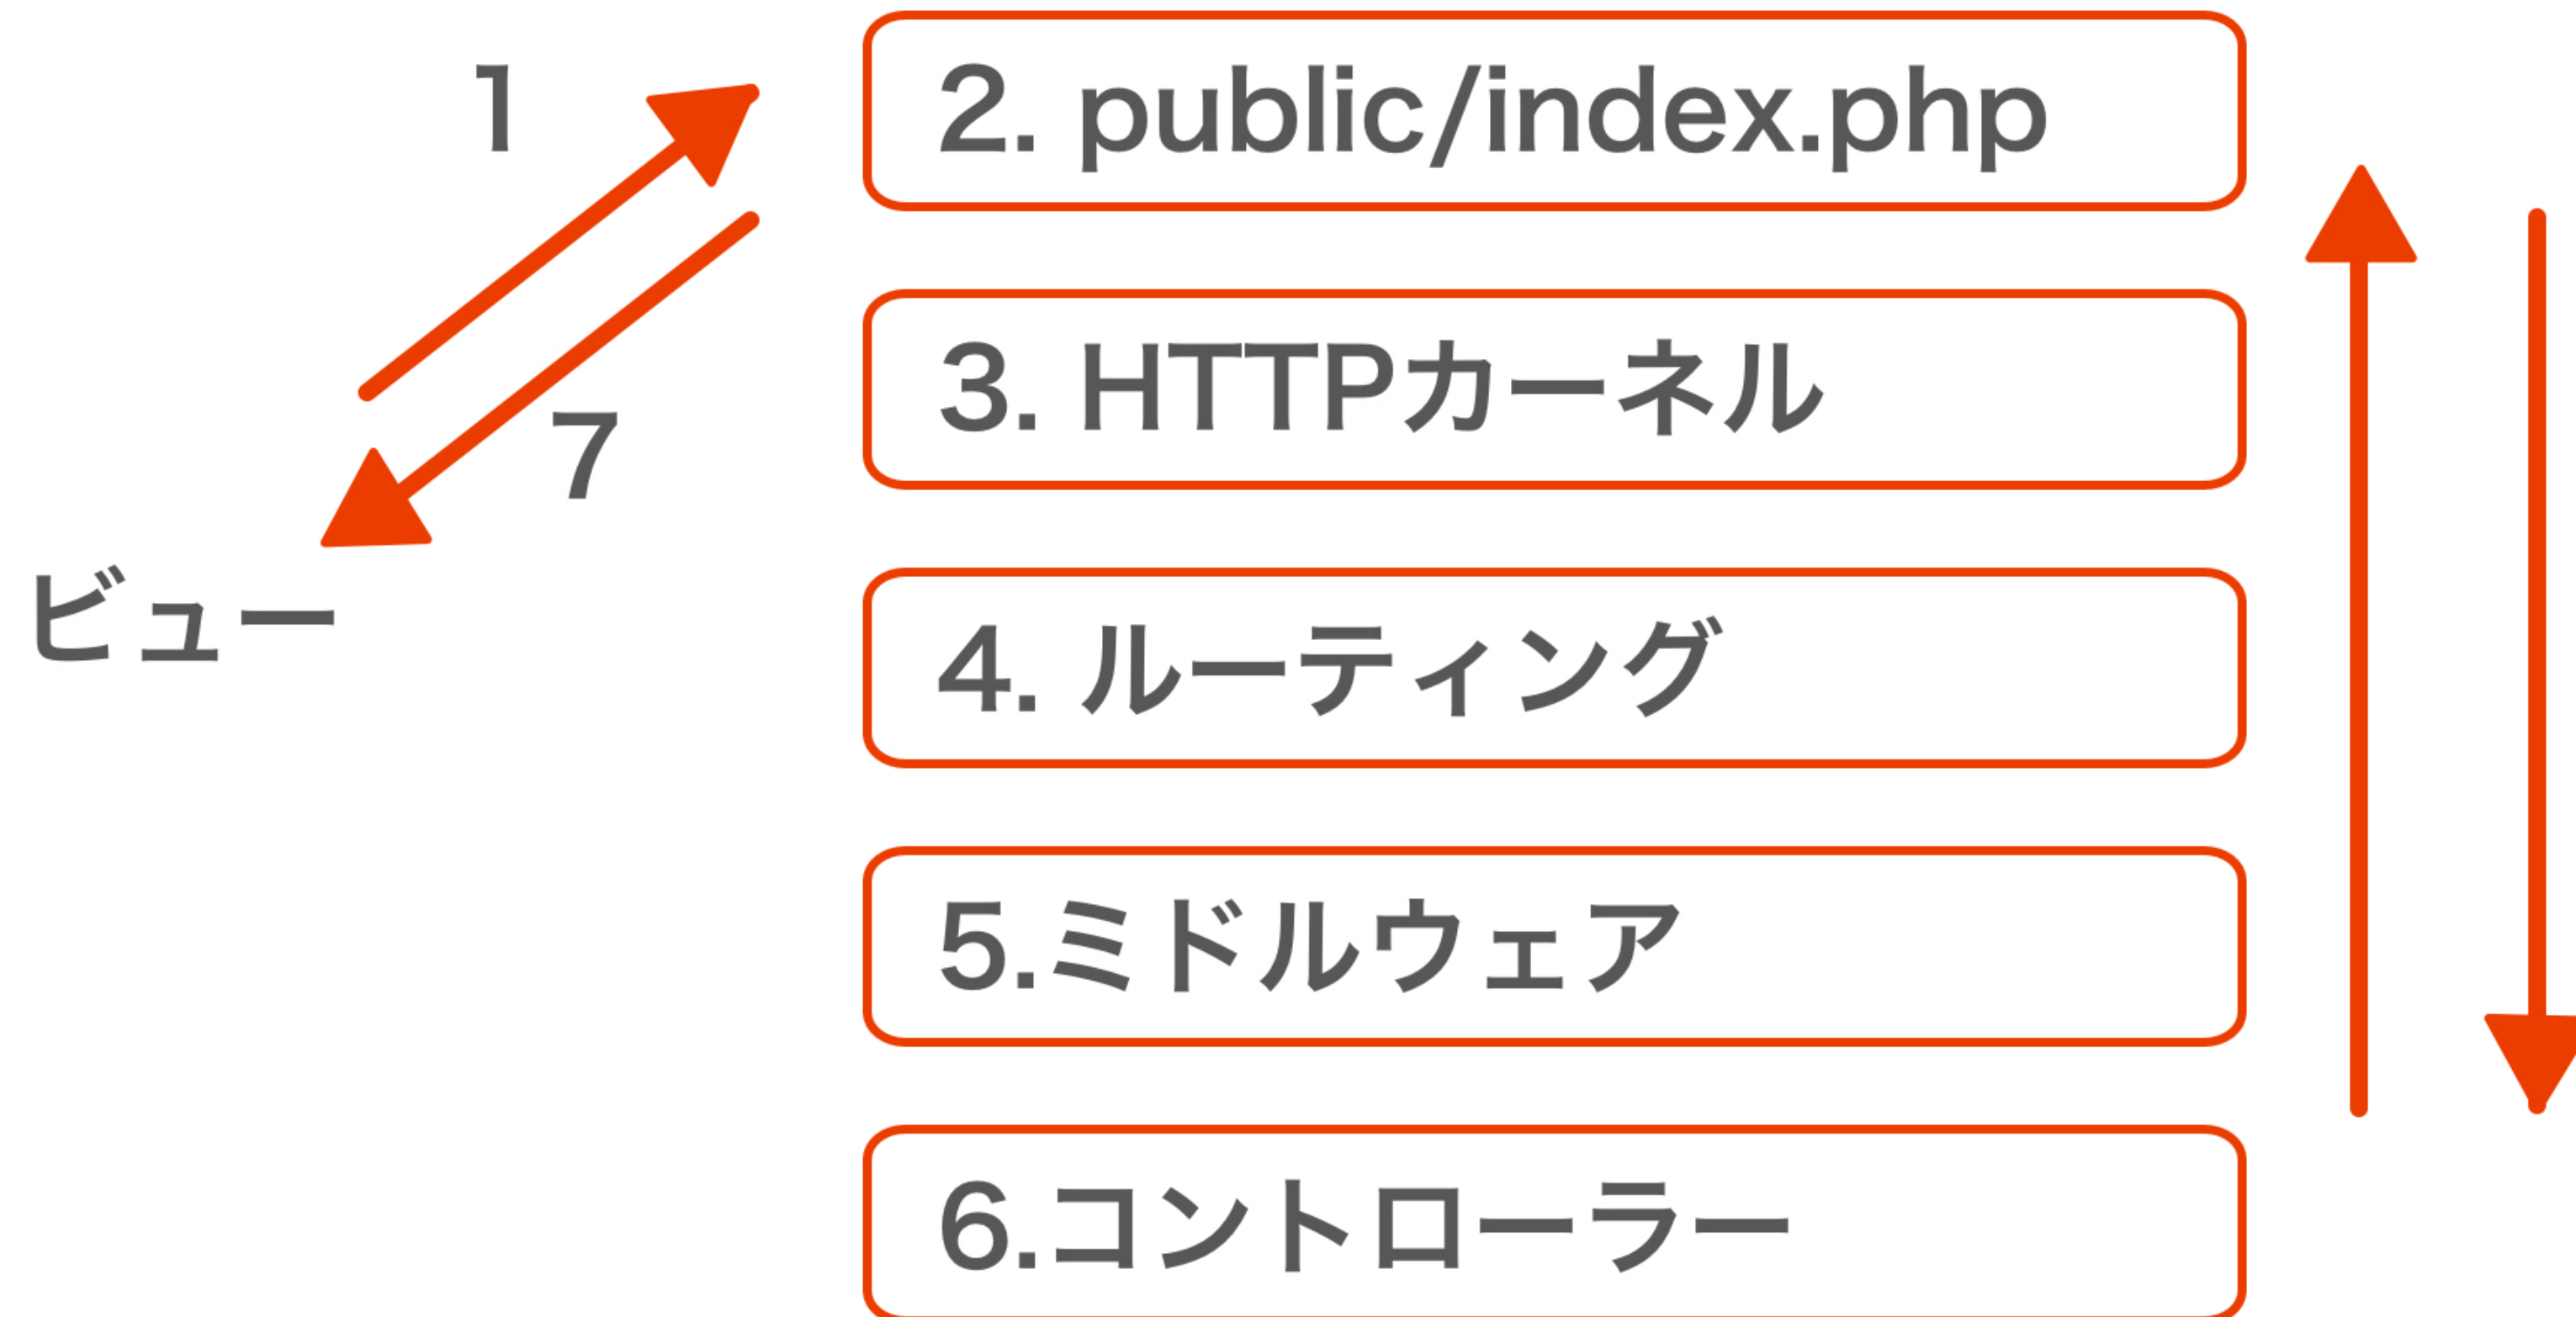 1
2. public/index.php
3. HTTPカーネル
7
ビュー
4. ルーティング
5.ミドルウェア
6.コントローラー